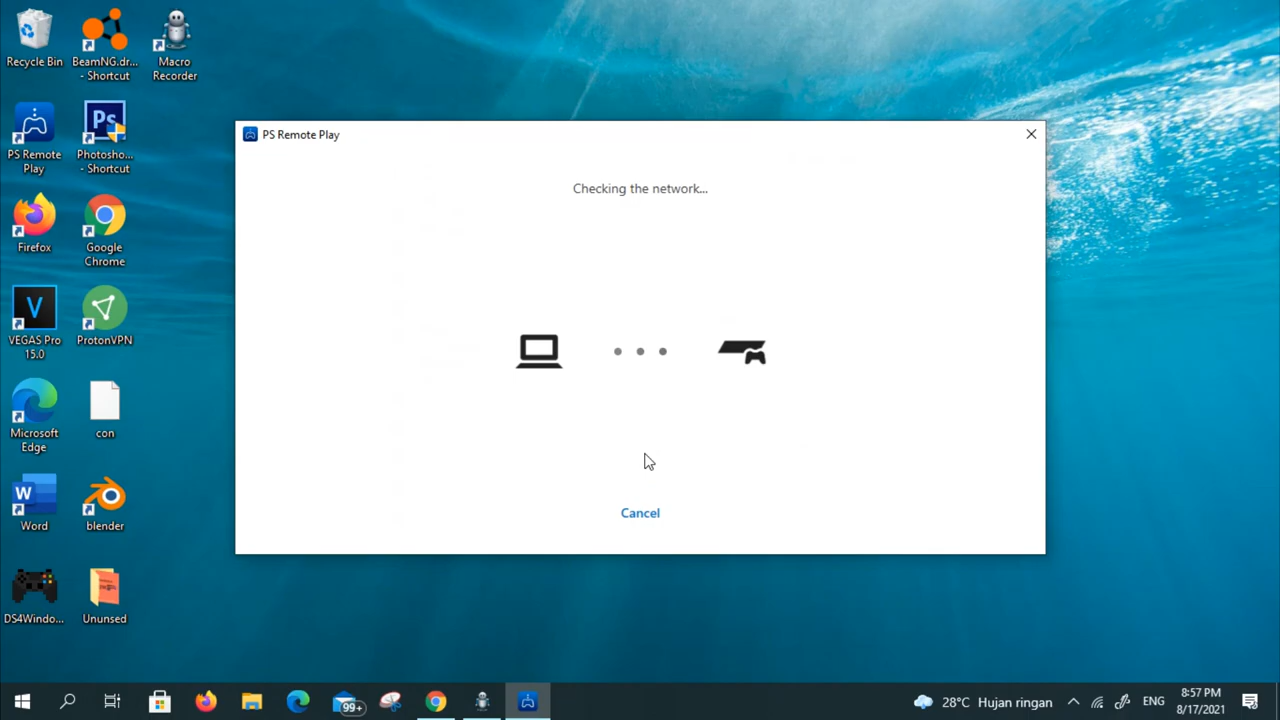 Recycle Bin
BeamNG.dr...
- Shortcut
Macro
Recorder
PS Remote
Play
Ps
Photosho...
- Shortcut
Firefox
Google
Chrome
V
VEGAS Pro
15.0
ProtonVPN
Microsoft
Edge
con
W
Word
blender
DS4Windo...
Ununsed
PS Remote Play
Checking the network...
Cancel
99+
28°C Hujan ringan
ENG
8:57 PM
8/17/2021